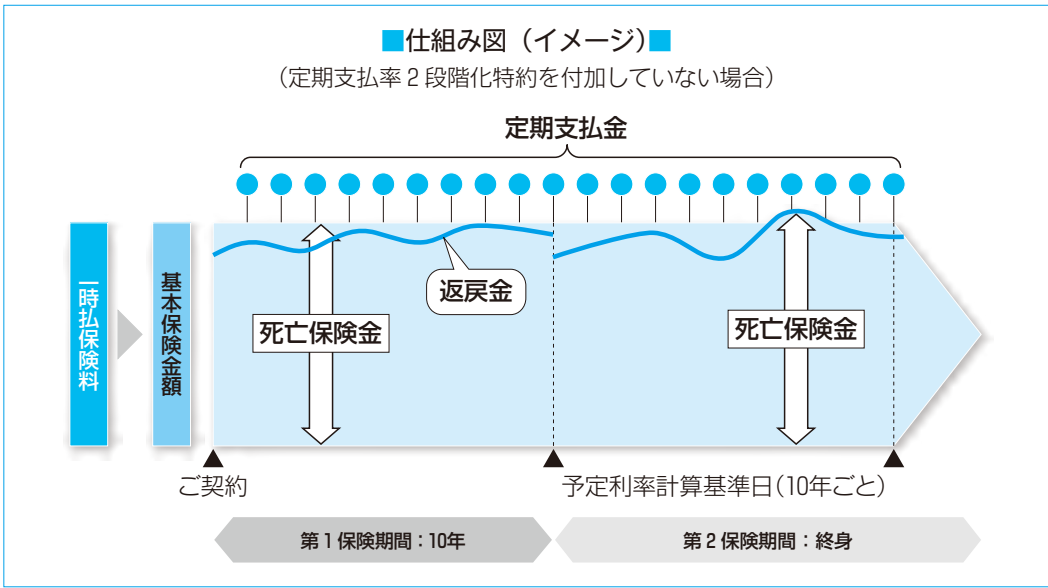 ■仕組み図（イメージ）■
（定期支払率2段階化特約を付加していない場合）
定期支払金
一時払保険料
基本保険金額
返戻金
死亡保険金
死亡保険金
ご契約
予定利率計算基準日（10年ごと）
第1保険期間：10年
第2保険期間：終身